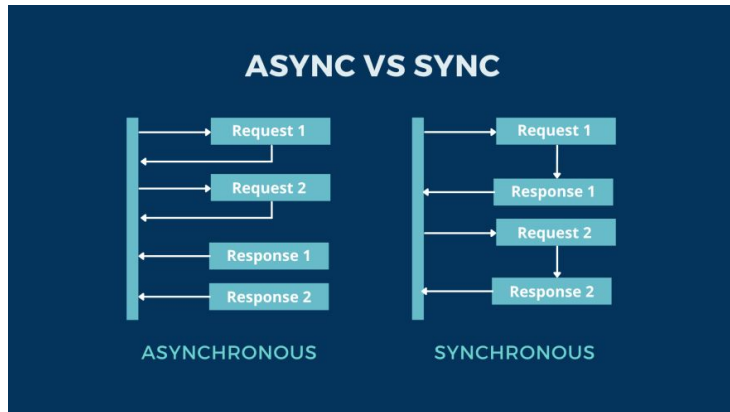 ASYNC VS SYNC
Request 1
Request 2
Response 1
Response 2
ASYNCHRONOUS
Request 1
Response 1
Request 2
Response 2
SYNCHRONOUS